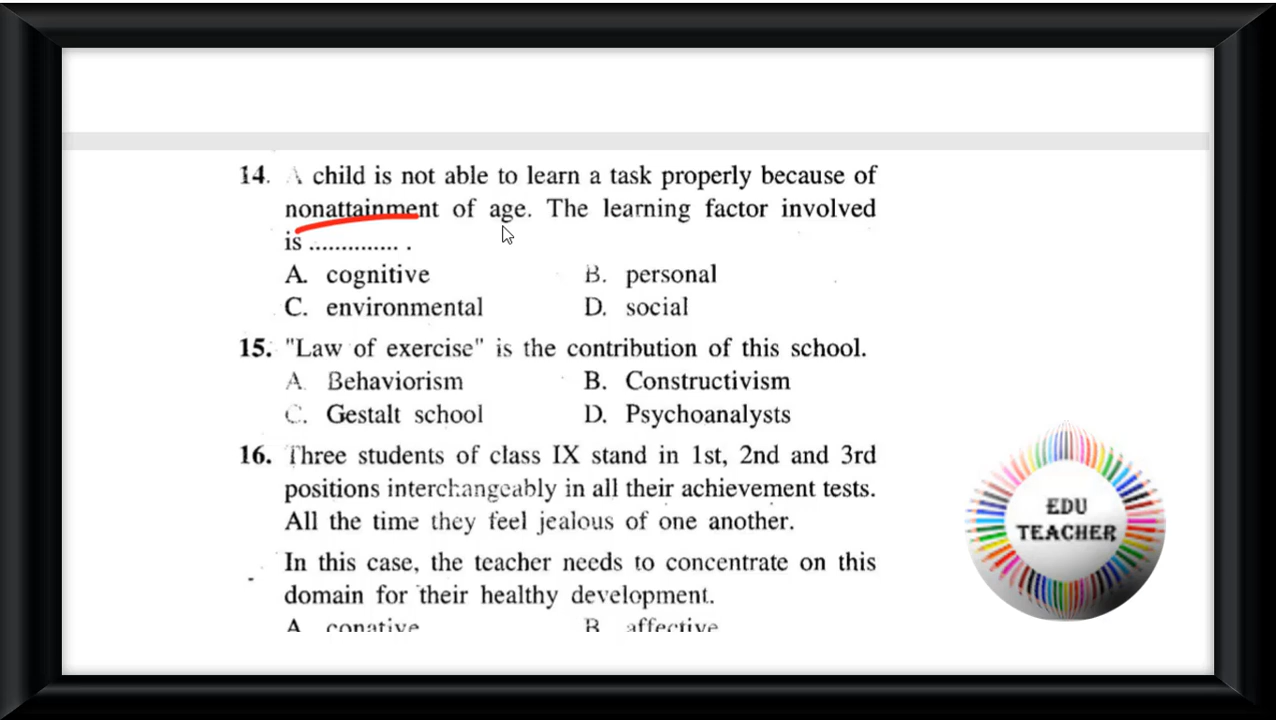 14. A child is not able to learn a task properly because of
nonattainment of age. The learning factor involved
is .............. .
A. cognitive B. personal
C. environmental D. social
15. "Law of exercise" is the contribution of this school.
A. Behaviorism B. Constructivism
C. Gestalt school D. Psychoanalysts
16. Three students of class IX stand in 1st, 2nd and 3rd
positions interchangeably in all their achievement tests.
All the time they feel jealous of one another.
In this case, the teacher needs to concentrate on this
domain for their healthy development.
A conative B affective
EDU
TEACHER